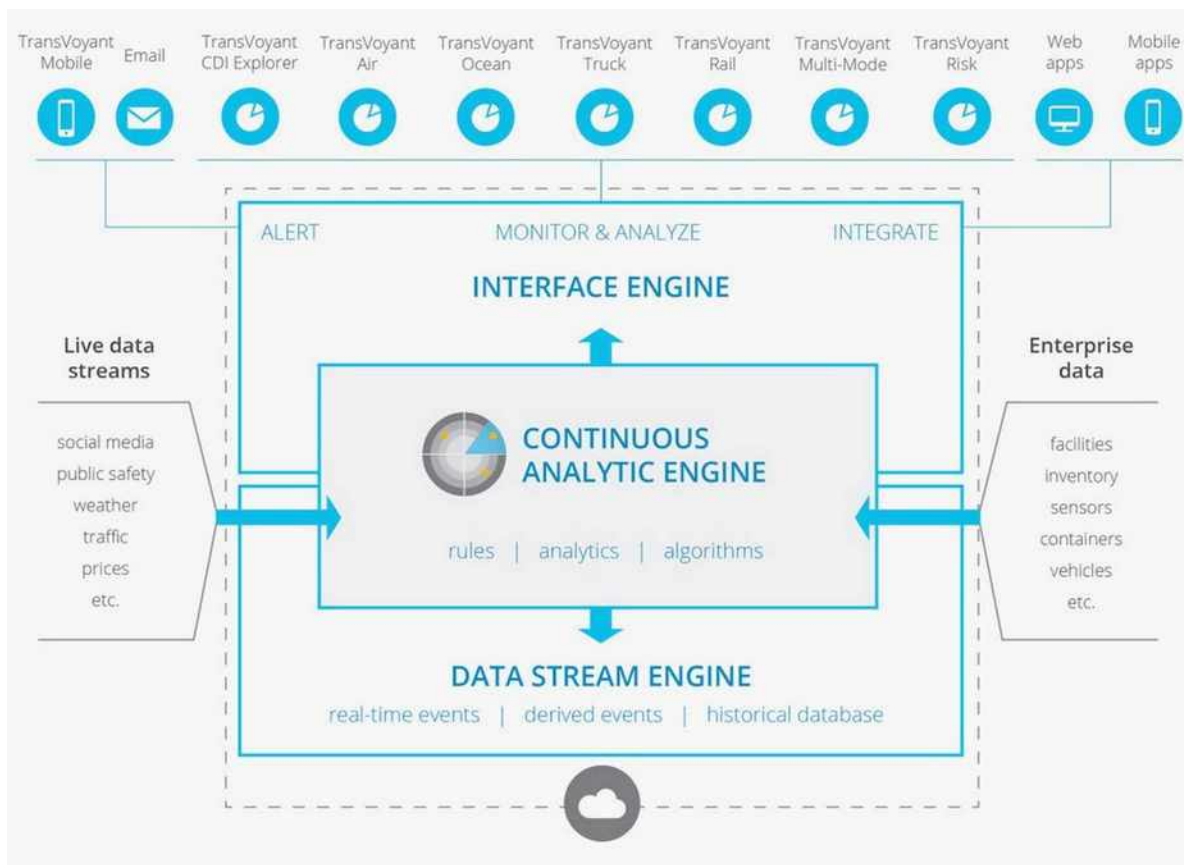 TransVoyant
Mobile
Email
TransVoyant
CDI Explorer
TransVoyant
Air
TransVoyant
Ocean
TransVoyant
Truck
TransVoyant
Rail
TransVoyant
Multi-Mode
TransVoyant
Risk
Web
apps
Mobile
apps
ALERT
MONITOR & ANALYZE
INTEGRATE
INTERFACE ENGINE
Live data
streams
social media
public safety
weather
traffic
prices
etc.
CONTINUOUS
ANALYTIC ENGINE
rules | analytics | algorithms
Enterprise
data
facilities
inventory
sensors
containers
vehicles
etc.
DATA STREAM ENGINE
real-time events | derived events | historical database